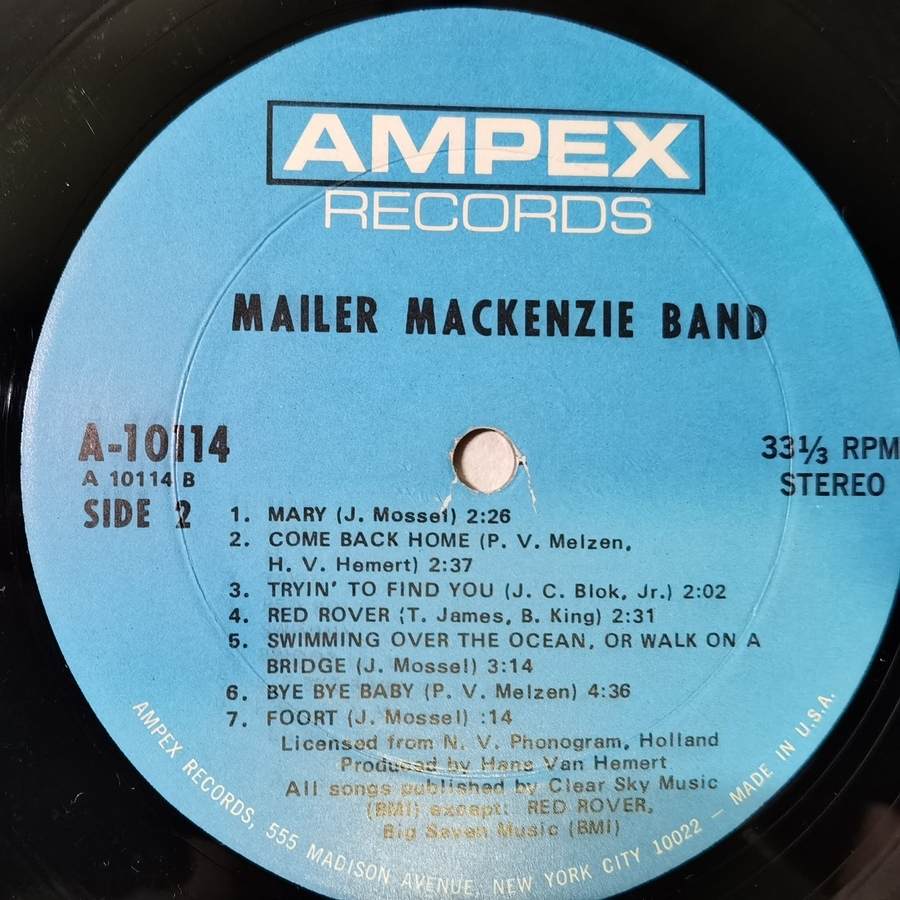 AMPEX
RECORDS
MAILER MACKENZIE BAND
A-10114
A 10114 B
SIDE 2
33⅓ RPM
STEREO
1. MARY (J. Mossel) 2:26
2. COME BACK HOME (P. V. Melzen,
H. V. Hemert) 2:37
3. TRYIN' TO FIND YOU (J. C. Blok, Jr.) 2:02
4. RED ROVER (T. James, B. King) 2:31
5. SWIMMING OVER THE OCEAN, OR WALK ON A
BRIDGE (J. Mossel) 3:14
6. BYE BYE BABY (P. V. Melzen) 4:36
7. FOORT (J. Mossel) :14
Licensed from N. V. Phonogram, Holland
Produced by Hans Van Hemert
All songs published by Clear Sky Music
(BMI) except: RED ROVER,
Big Seven Music (BMI)
AMPEX RECORDS, 555 MADISON AVENUE, NEW YORK CITY 10022 — MADE IN U.S.A.